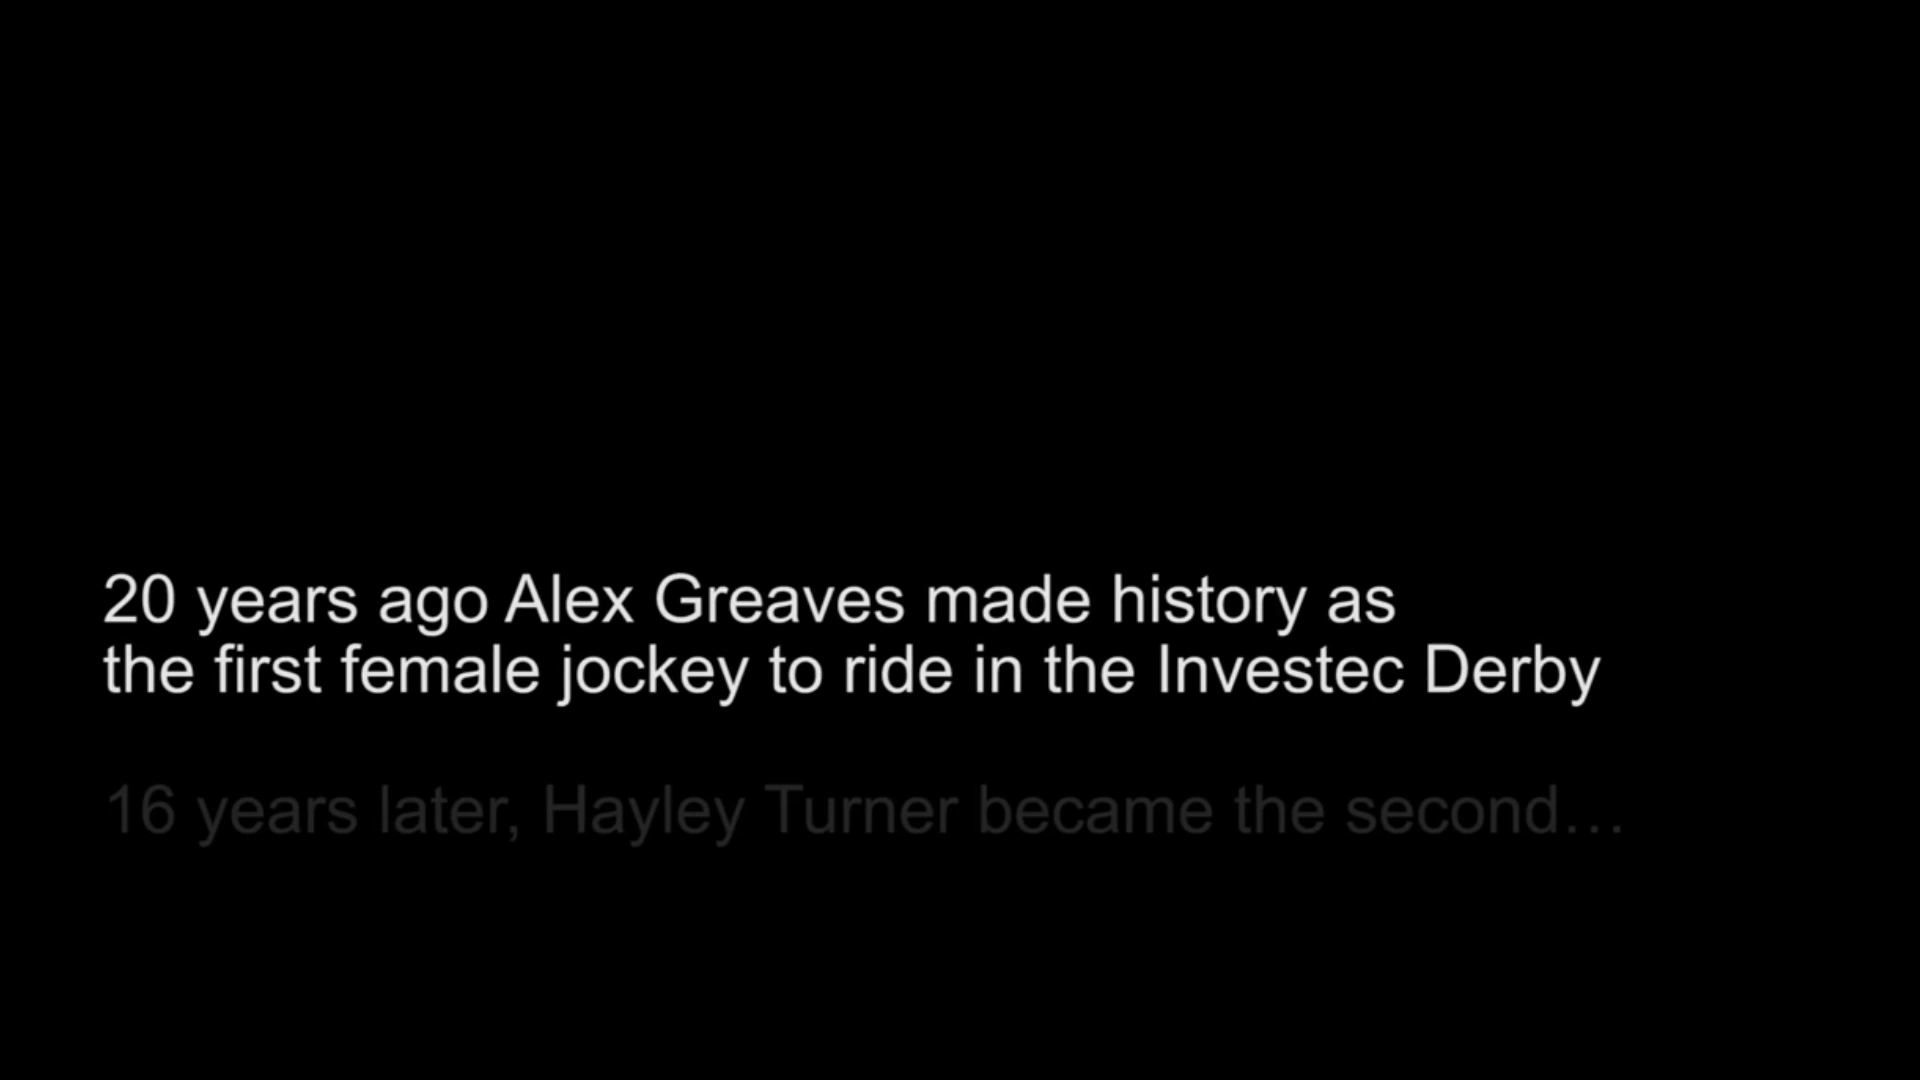 20 years ago Alex Greaves made history as
the first female jockey to ride in the Investec Derby
16 years later, Hayley Turner became the second…